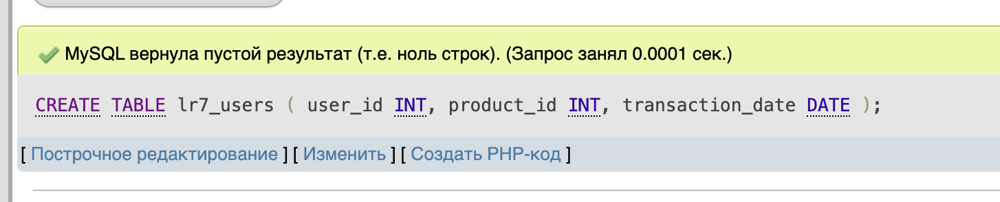 MySQL вернула пустой результат (т.е. ноль строк). (Запрос занял 0.0001 сек.)
CREATE TABLE lr7_users ( user_id INT, product_id INT, transaction_date DATE );
[ Построчное редактирование ] [ Изменить ] [ Создать PHP-код ]